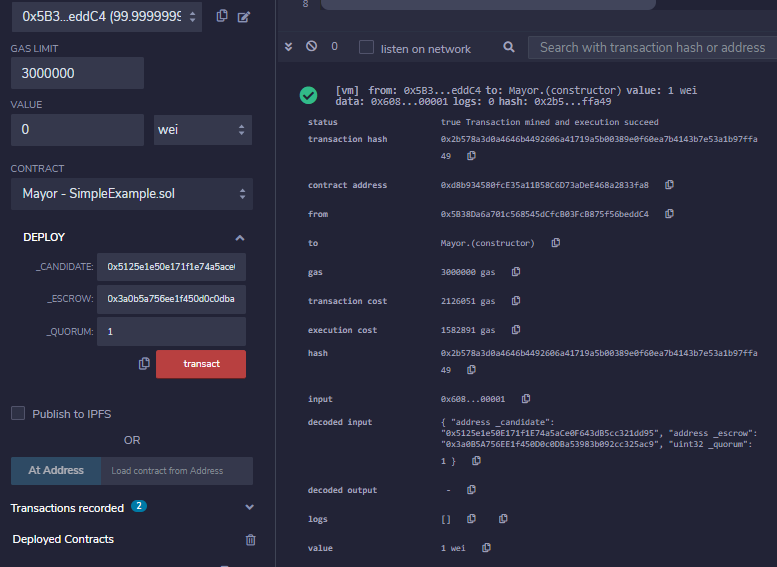 0x5B3...eddC4 (99.9999999
GAS LIMIT
3000000
VALUE
0
wei
CONTRACT
Mayor - SimpleExample.sol
DEPLOY
_CANDIDATE: 0x5125e1e50e171f1e74a5ace
_ESCROW: 0x3a0b5a756ee1f450d0c0dba
_QUORUM: 1
transact
Publish to IPFS
OR
At Address
Load contract from Address
Transactions recorded 2
Deployed Contracts
8
0
listen on network
Search with transaction hash or address
[vm] from: 0x5B3...eddC4 to: Mayor.(constructor) value: 1 wei
data: 0x608...00001 logs: 0 hash: 0x2b5...ffa49
status true Transaction mined and execution succeed
transaction hash 0x2b578a3d0a4646b4492606a41719a5b00389e0f60ea7b4143b7e53a1b97ffa
49
contract address 0xd8b934580fcE35a11B58C6D73aDeE468a2833fa8
from 0x5B38Da6a701c568545dCfcB03FcB875f56beddC4
to Mayor.(constructor)
gas 3000000 gas
transaction cost 2126051 gas
execution cost 1582891 gas
hash 0x2b578a3d0a4646b4492606a41719a5b00389e0f60ea7b4143b7e53a1b97ffa
49
input 0x608...00001
decoded input { "address _candidate":
"0x5125e1e50E171f1E74a5aCe0F643dB5cc321dd95", "address _escrow":
"0x3a0B5A756EE1f450D0c0DBa53983b092cc325ac9", "uint32 _quorum":
1 }
decoded output -
logs []
value 1 wei